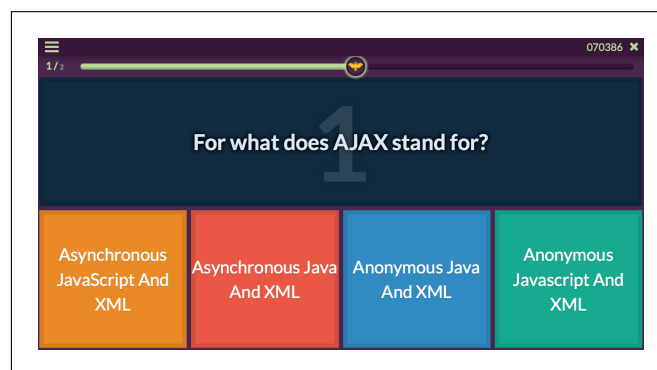 070386 ✖
1/2
1
For what does AJAX stand for?
Asynchronous
JavaScript And
XML
Asynchronous Java
And XML
Anonymous Java
And XML
Anonymous
Javascript And
XML